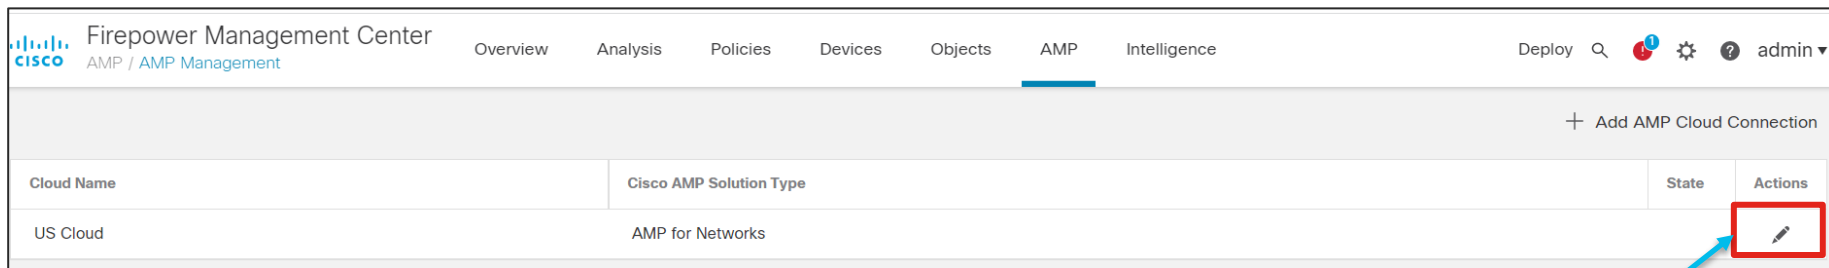 Firepower Management Center
CISCO
AMP / AMP Management
Overview Analysis Policies Devices Objects AMP Intelligence
Deploy 1 ! ? admin
+ Add AMP Cloud Connection
Cloud Name Cisco AMP Solution Type State Actions
US Cloud AMP for Networks